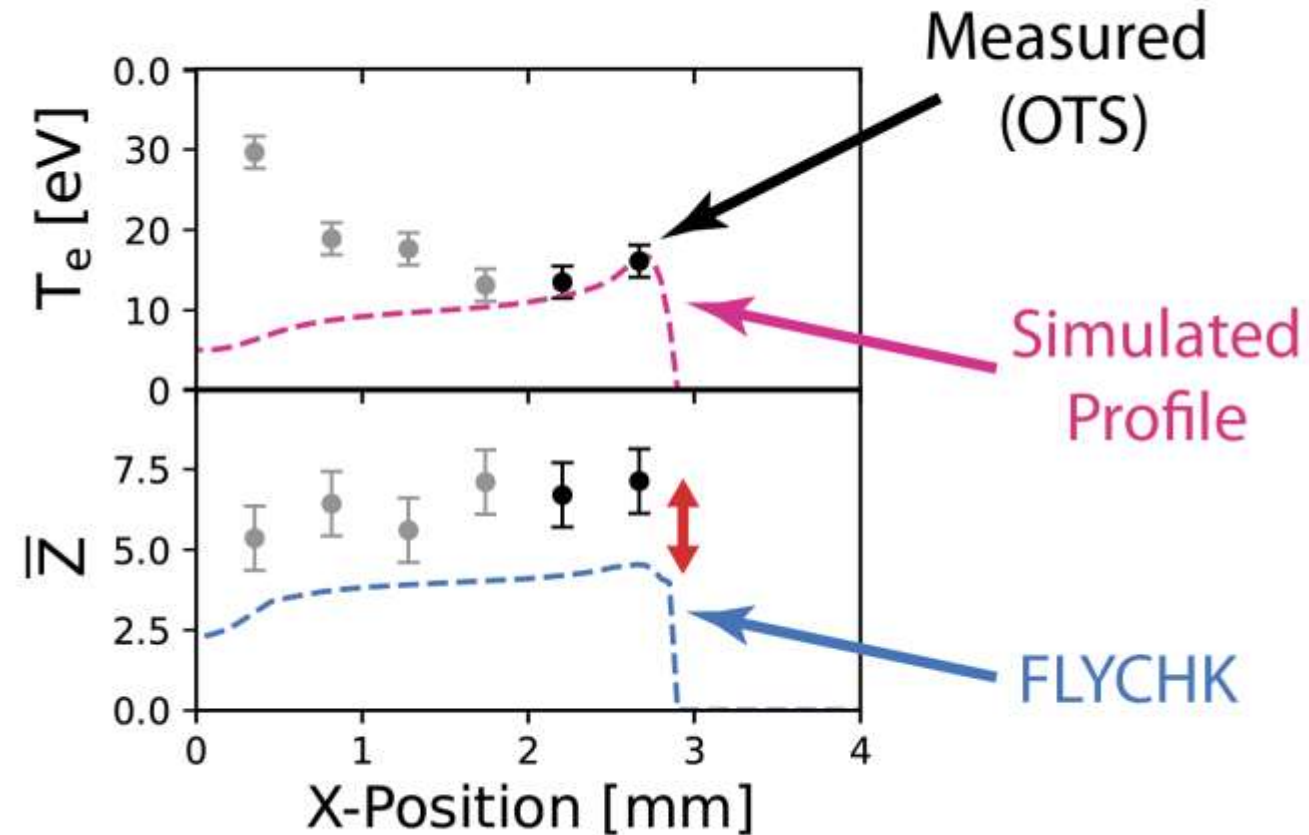 Measured
(OTS)
0.0
30
20
10
0
T_e [eV]
Simulated
Profile
7.5
5.0
2.5
0.0
Z̅
FLYCHK
0 1 2 3 4
X-Position [mm]